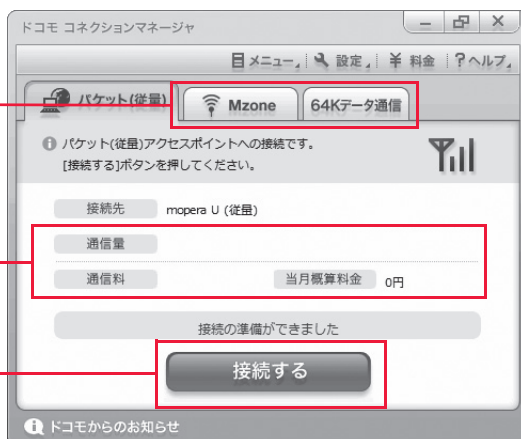 ドコモ コネクションマネージャ
メニュー 設定 ¥ 料金 ? ヘルプ
パケット(従量) Mzone 64Kデータ通信
パケット(従量)アクセスポイントへの接続です。
[接続する]ボタンを押してください。
接続先 mopera U (従量)
通信量
通信料 当月概算料金 0円
接続の準備ができました
接続する
ドコモからのお知らせ